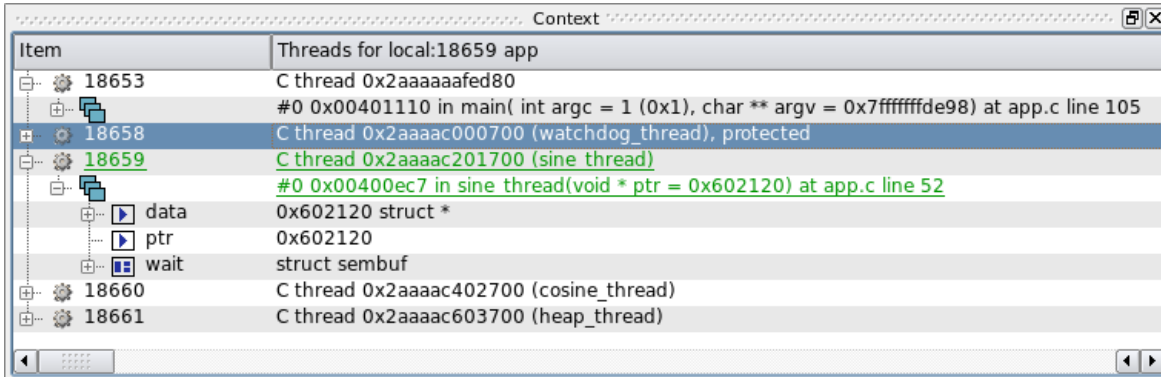 Context
Item Threads for local:18659 app
18653 C thread 0x2aaaaaafed80
#0 0x00401110 in main( int argc = 1 (0x1), char ** argv = 0x7fffffffde98) at app.c line 105
18658 C thread 0x2aaaac000700 (watchdog_thread), protected
18659 C thread 0x2aaaac201700 (sine_thread)
#0 0x00400ec7 in sine_thread(void * ptr = 0x602120) at app.c line 52
data 0x602120 struct *
ptr 0x602120
wait struct sembuf
18660 C thread 0x2aaaac402700 (cosine_thread)
18661 C thread 0x2aaaac603700 (heap_thread)